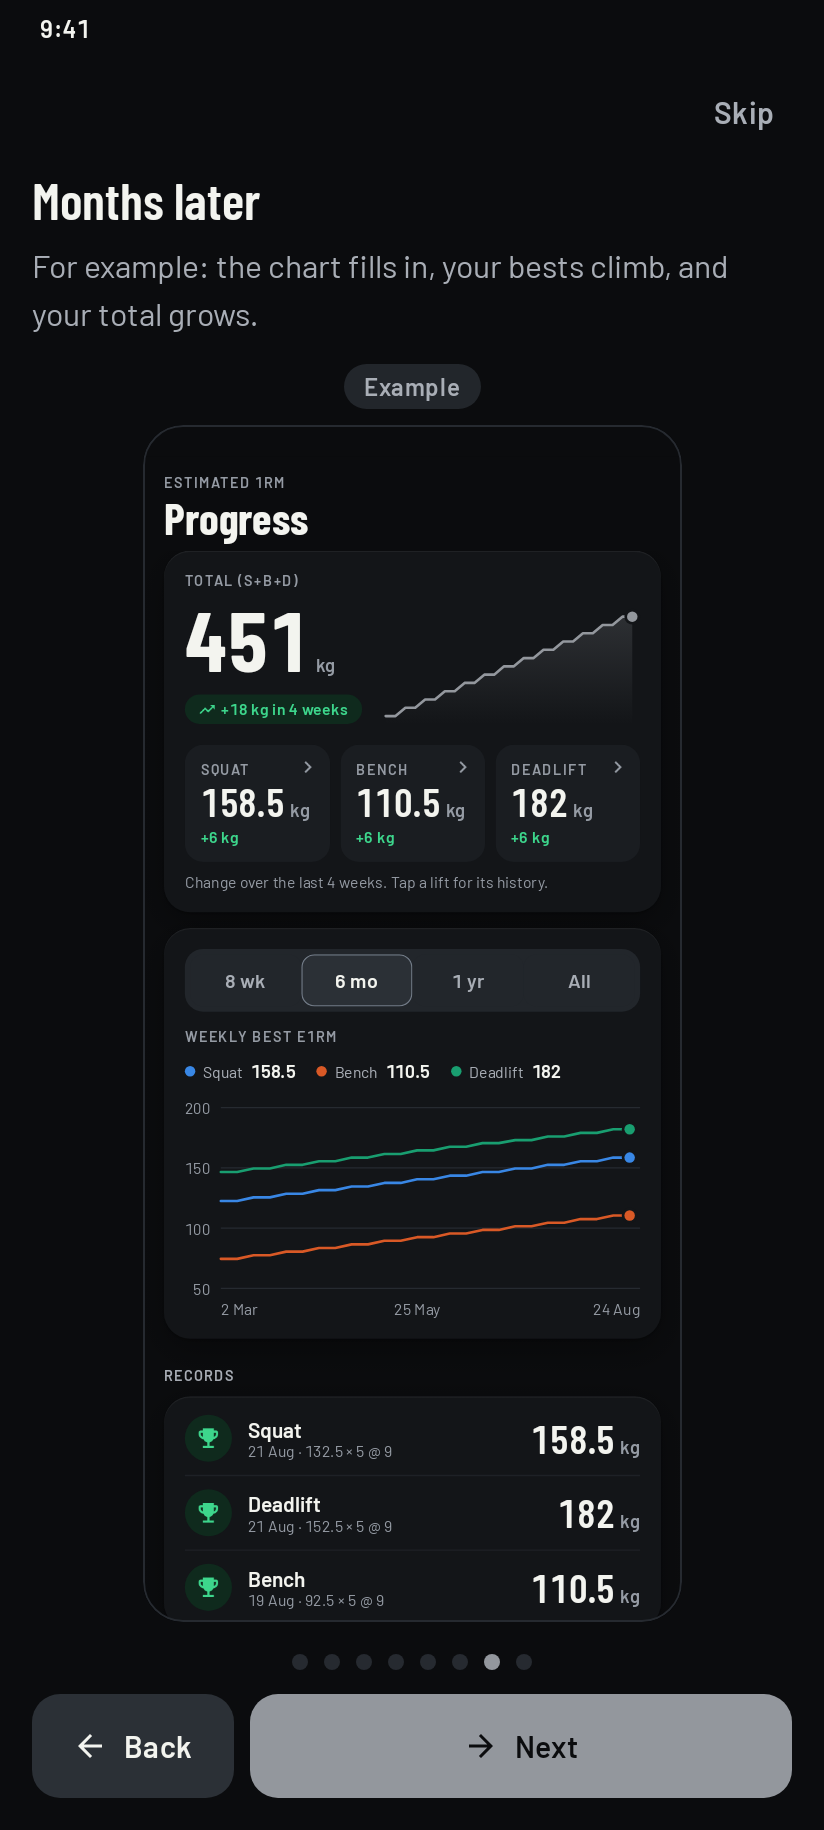 9:41
Skip
Months later
For example: the chart fills in, your bests climb, and
your total grows.
Example
ESTIMATED 1RM
Progress
TOTAL (S+B+D)
451 kg
+18 kg in 4 weeks
SQUAT
158.5 kg
+6 kg
BENCH
110.5 kg
+6 kg
DEADLIFT
182 kg
+6 kg
Change over the last 4 weeks. Tap a lift for its history.
8 wk 6 mo 1 yr All
WEEKLY BEST E1RM
Squat 158.5 Bench 110.5 Deadlift 182
200
150
100
50
2 Mar 25 May 24 Aug
RECORDS
Squat
21 Aug · 132.5 × 5 @ 9
158.5 kg
Deadlift
21 Aug · 152.5 × 5 @ 9
182 kg
Bench
19 Aug · 92.5 × 5 @ 9
110.5 kg
Back
Next